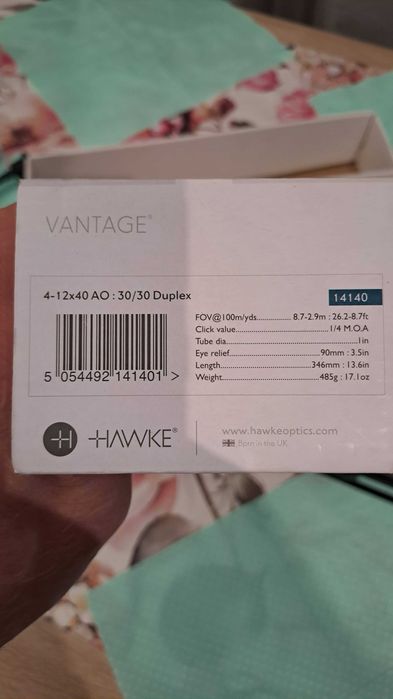 VANTAGE®
4-12x40 AO : 30/30 Duplex
14140
FOV@100m/yds.............. 8.7-2.9m : 26.2-8.7ft
Click value........................................1/4 M.O.A
Tube dia.....................................................1in
Eye relief....................................90mm : 3.5in
Length....................................346mm : 13.6in
Weight.....................................485g : 17.1oz
5 054492 141401 >
HAWKE®
www.hawkeoptics.com
Born in the UK